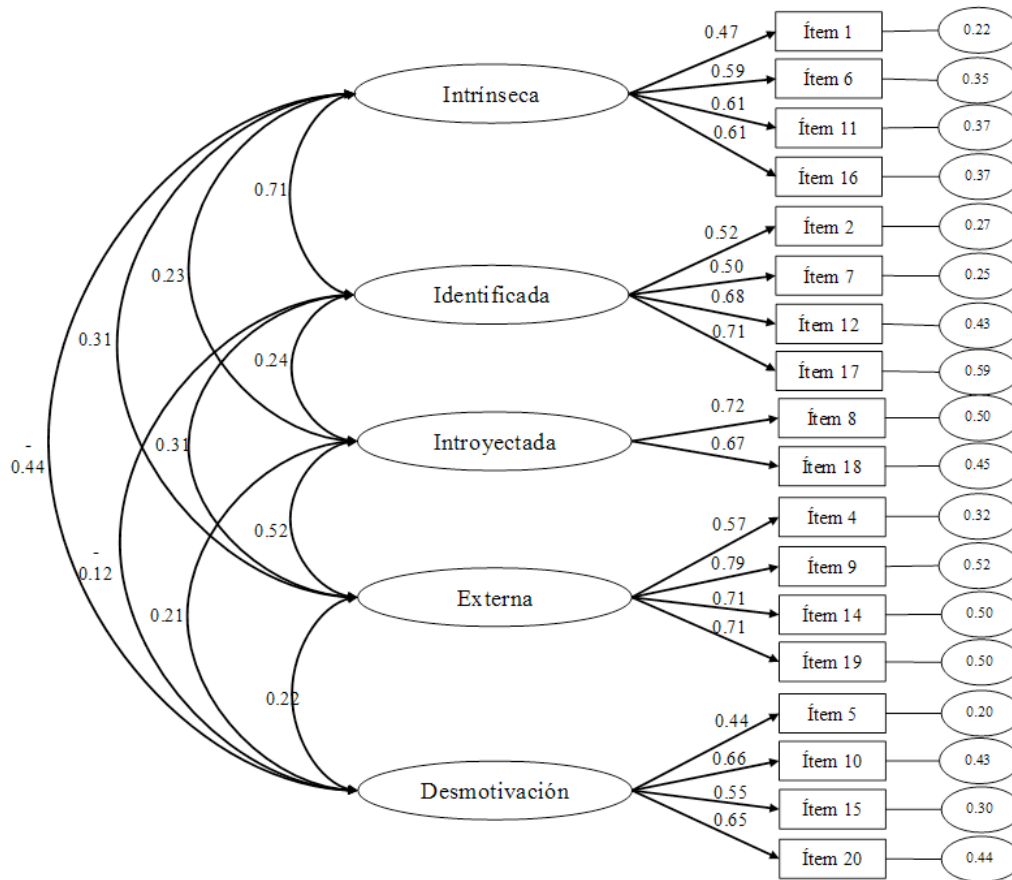 0.47 Ítem 1 0.22
Intrínseca 0.59 Ítem 6 0.35
0.61 Ítem 11 0.37
0.61 Ítem 16 0.37
0.71
0.52 Ítem 2 0.27
0.23 0.50 Ítem 7 0.25
Identificada 0.68 Ítem 12 0.43
0.31 0.71 Ítem 17 0.59
0.24
0.72 Ítem 8 0.50
0.31 Introyectada
-
0.44 0.67 Ítem 18 0.45
0.52 0.57 Ítem 4 0.32
-
0.12 0.79 Ítem 9 0.52
Externa 0.71 Ítem 14 0.50
0.21 0.71 Ítem 19 0.50
0.22 0.44 Ítem 5 0.20
0.66 Ítem 10 0.43
Desmotivación 0.55 Ítem 15 0.30
0.65 Ítem 20 0.44